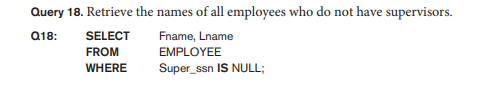 Query 18. Retrieve the names of all employees who do not have supervisors.
Q18: SELECT Fname, Lname
FROM EMPLOYEE
WHERE Super_ssn IS NULL;